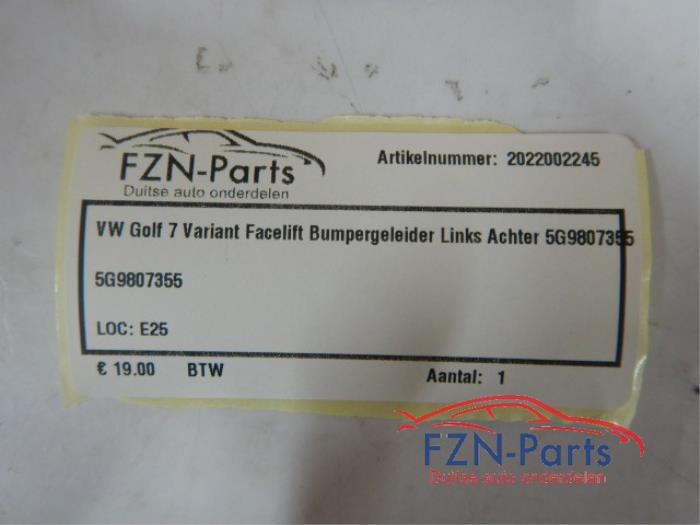 FZN-Parts
Duitse auto onderdelen
Artikelnummer: 2022002245
VW Golf 7 Variant Facelift Bumpergeleider Links Achter 5G9807355
5G9807355
LOC: E25
€ 19.00 BTW Aantal: 1
FZN-Parts
Duitse auto onderdelen